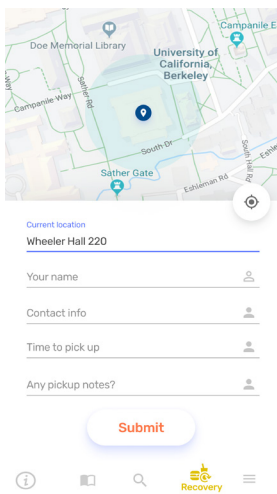 Campanile E
Doe Memorial Library
University of
California,
Berkeley
Sather Rd
Campanile Way
South Dr
Sather Gate
South Hall Rd
Eshleman Rd
Eshle
Current location
Wheeler Hall 220
Your name
Contact info
Time to pick up
Any pickup notes?
Submit
Recovery